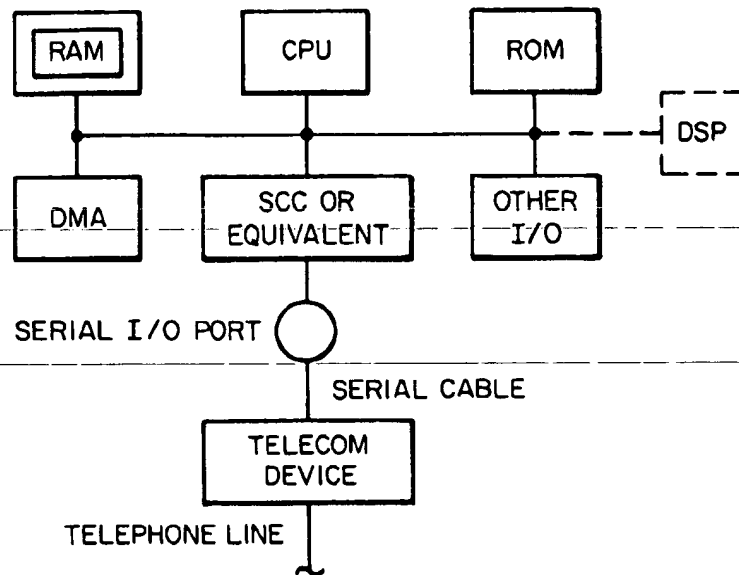 RAM
CPU
ROM
DSP
DMA
SCC OR
EQUIVALENT
OTHER
I/O
SERIAL I/O PORT
SERIAL CABLE
TELECOM
DEVICE
TELEPHONE LINE